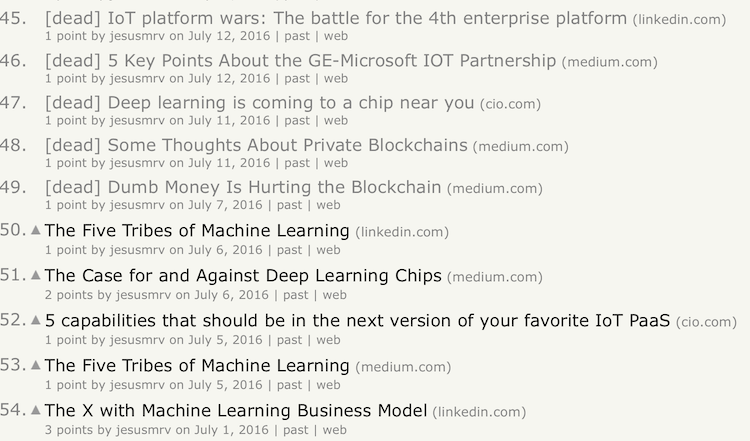 45. [dead] IoT platform wars: The battle for the 4th enterprise platform (linkedin.com)
1 point by jesusmrv on July 12, 2016 | past | web
46. [dead] 5 Key Points About the GE-Microsoft IOT Partnership (medium.com)
1 point by jesusmrv on July 12, 2016 | past | web
47. [dead] Deep learning is coming to a chip near you (cio.com)
1 point by jesusmrv on July 11, 2016 | past | web
48. [dead] Some Thoughts About Private Blockchains (medium.com)
1 point by jesusmrv on July 11, 2016 | past | web
49. [dead] Dumb Money Is Hurting the Blockchain (medium.com)
1 point by jesusmrv on July 7, 2016 | past | web
50. ▲ The Five Tribes of Machine Learning (linkedin.com)
1 point by jesusmrv on July 6, 2016 | past | web
51. ▲ The Case for and Against Deep Learning Chips (medium.com)
2 points by jesusmrv on July 6, 2016 | past | web
52. ▲ 5 capabilities that should be in the next version of your favorite IoT PaaS (cio.com)
1 point by jesusmrv on July 5, 2016 | past | web
53. ▲ The Five Tribes of Machine Learning (medium.com)
1 point by jesusmrv on July 5, 2016 | past | web
54. ▲ The X with Machine Learning Business Model (linkedin.com)
3 points by jesusmrv on July 1, 2016 | past | web